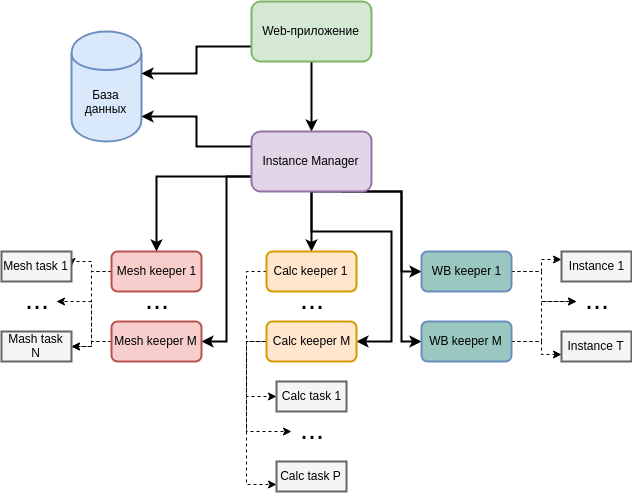 Web-приложение
База
данных
Instance Manager
Mesh task 1
Mesh keeper 1
Calc keeper 1
WB keeper 1
Instance 1
...
...
...
...
Mash task
N
Mesh keeper M
Calc keeper M
WB keeper M
Instance T
Calc task 1
...
Calc task P